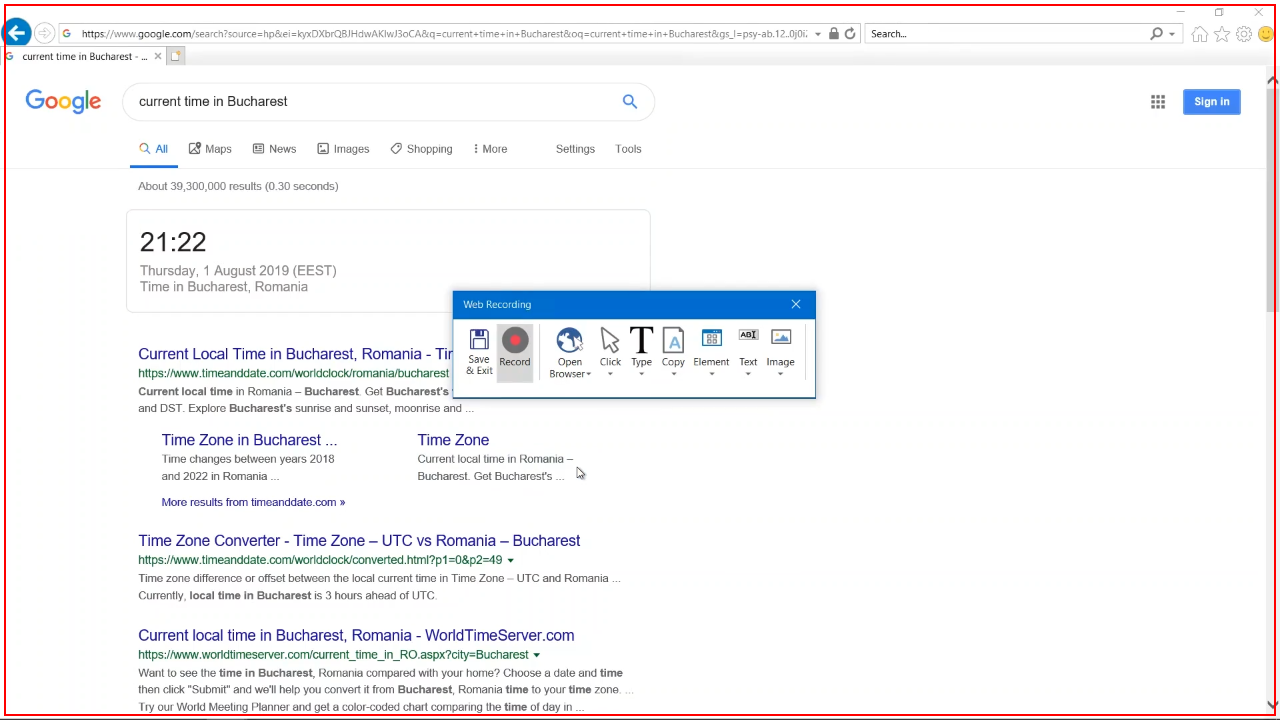 https://www.google.com/search?source=hp&ei=kyxDXbrQBJHdwAKIwJ3oCA&q=current+time+in+Bucharest&oq=current+time+in+Bucharest&gs_l=psy-ab.12..0j0i2
Search...
current time in Bucharest - ...
Google
current time in Bucharest
Sign in
All
Maps
News
Images
Shopping
More
Settings
Tools
About 39,300,000 results (0.30 seconds)
21:22
Thursday, 1 August 2019 (EEST)
Time in Bucharest, Romania
Web Recording
Save & Exit
Record
Open Browser
Click
T
Type
A
Copy
Element
ABI
Text
Image
Current Local Time in Bucharest, Romania - Ti
https://www.timeanddate.com/worldclock/romania/bucharest
Current local time in Romania – Bucharest. Get Bucharest's
and DST. Explore Bucharest's sunrise and sunset, moonrise and ...
Time Zone in Bucharest ...
Time changes between years 2018
and 2022 in Romania ...
Time Zone
Current local time in Romania –
Bucharest. Get Bucharest's ...
More results from timeanddate.com »
Time Zone Converter - Time Zone – UTC vs Romania – Bucharest
https://www.timeanddate.com/worldclock/converted.html?p1=0&p2=49
Time zone difference or offset between the local current time in Time Zone – UTC and Romania ...
Currently, local time in Bucharest is 3 hours ahead of UTC.
Current local time in Bucharest, Romania - WorldTimeServer.com
https://www.worldtimeserver.com/current_time_in_RO.aspx?city=Bucharest
Want to see the time in Bucharest, Romania compared with your home? Choose a date and time
then click "Submit" and we'll help you convert it from Bucharest, Romania time to your time zone. ...
Try our World Meeting Planner and get a color-coded chart comparing the time of day in ...